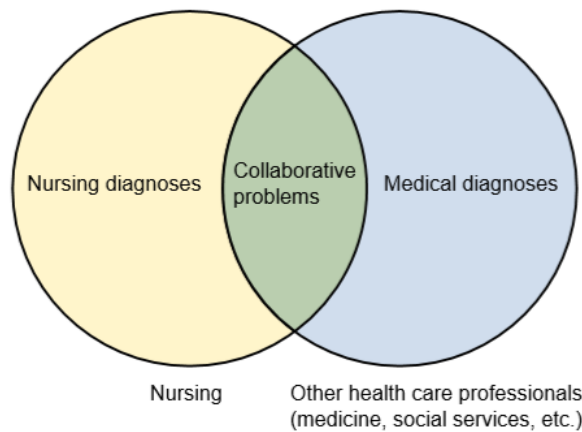 Nursing diagnoses
Collaborative
problems
Medical diagnoses
Nursing
Other health care professionals
(medicine, social services, etc.)